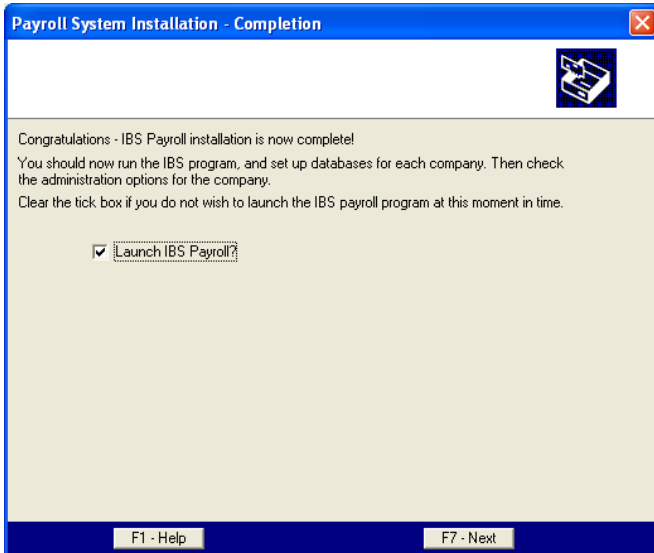 Payroll System Installation - Completion
Congratulations - IBS Payroll installation is now complete!
You should now run the IBS program, and set up databases for each company. Then check
the administration options for the company.
Clear the tick box if you do not wish to launch the IBS payroll program at this moment in time.
Launch IBS Payroll?
F1 - Help
F7 - Next